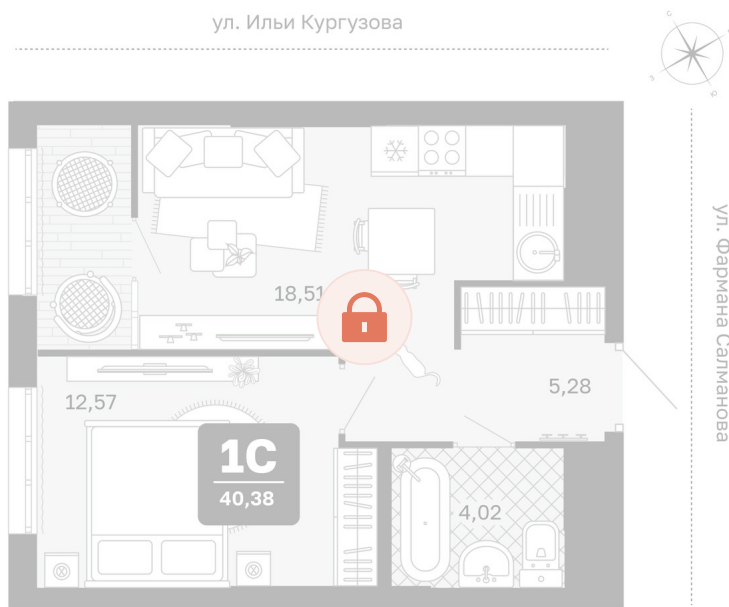 ул. Ильи Кургузова
с
з
ю
18,51
5,28
12,57
1С
40,38
4,02
ул. Фармана Салманова